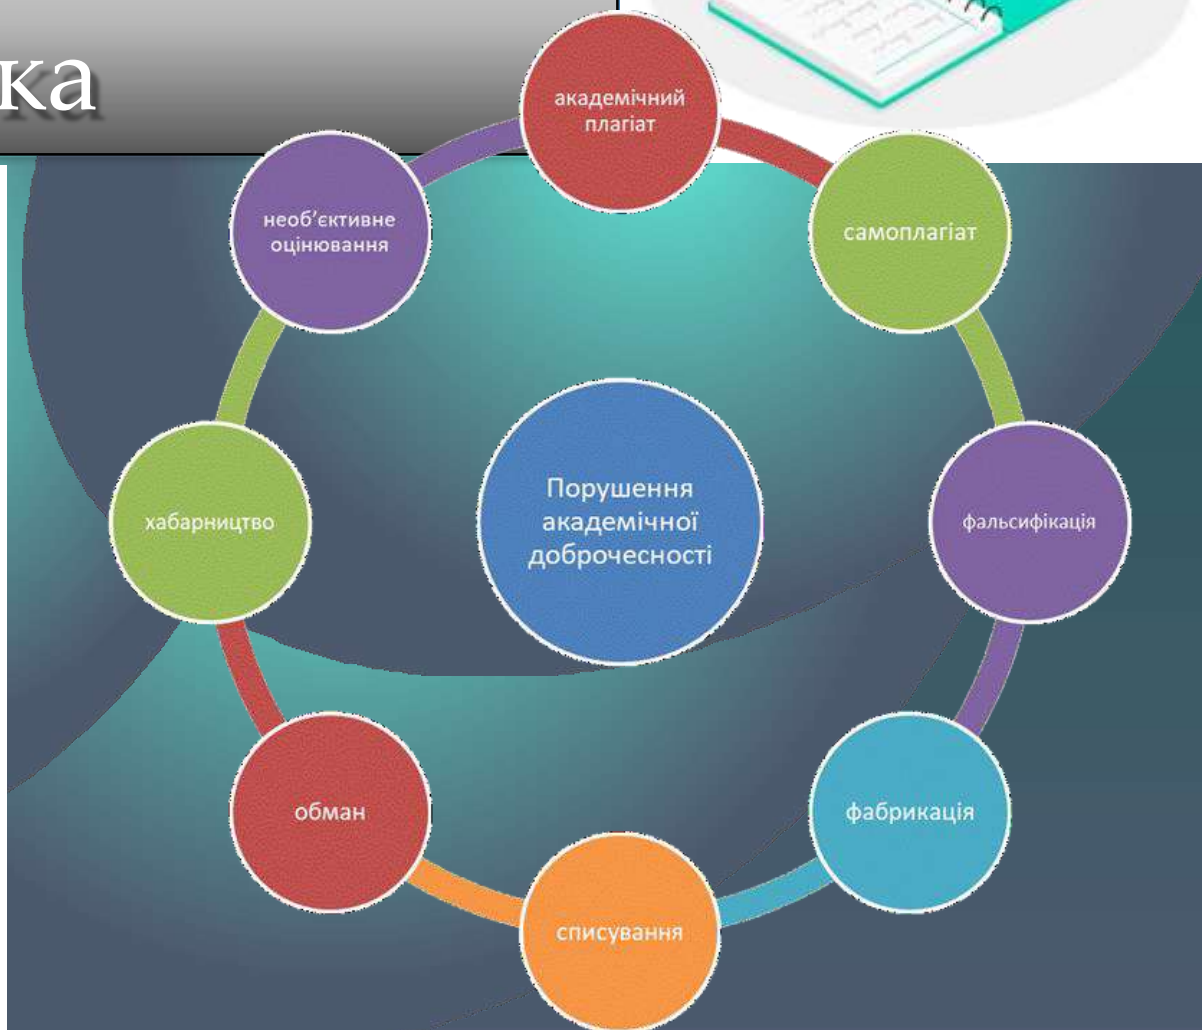 ка
академічний
плагіат
самоплагіат
фальсифікація
фабрикація
списування
обман
хабарництво
необ’єктивне
оцінювання
Порушення
академічної
доброчесності